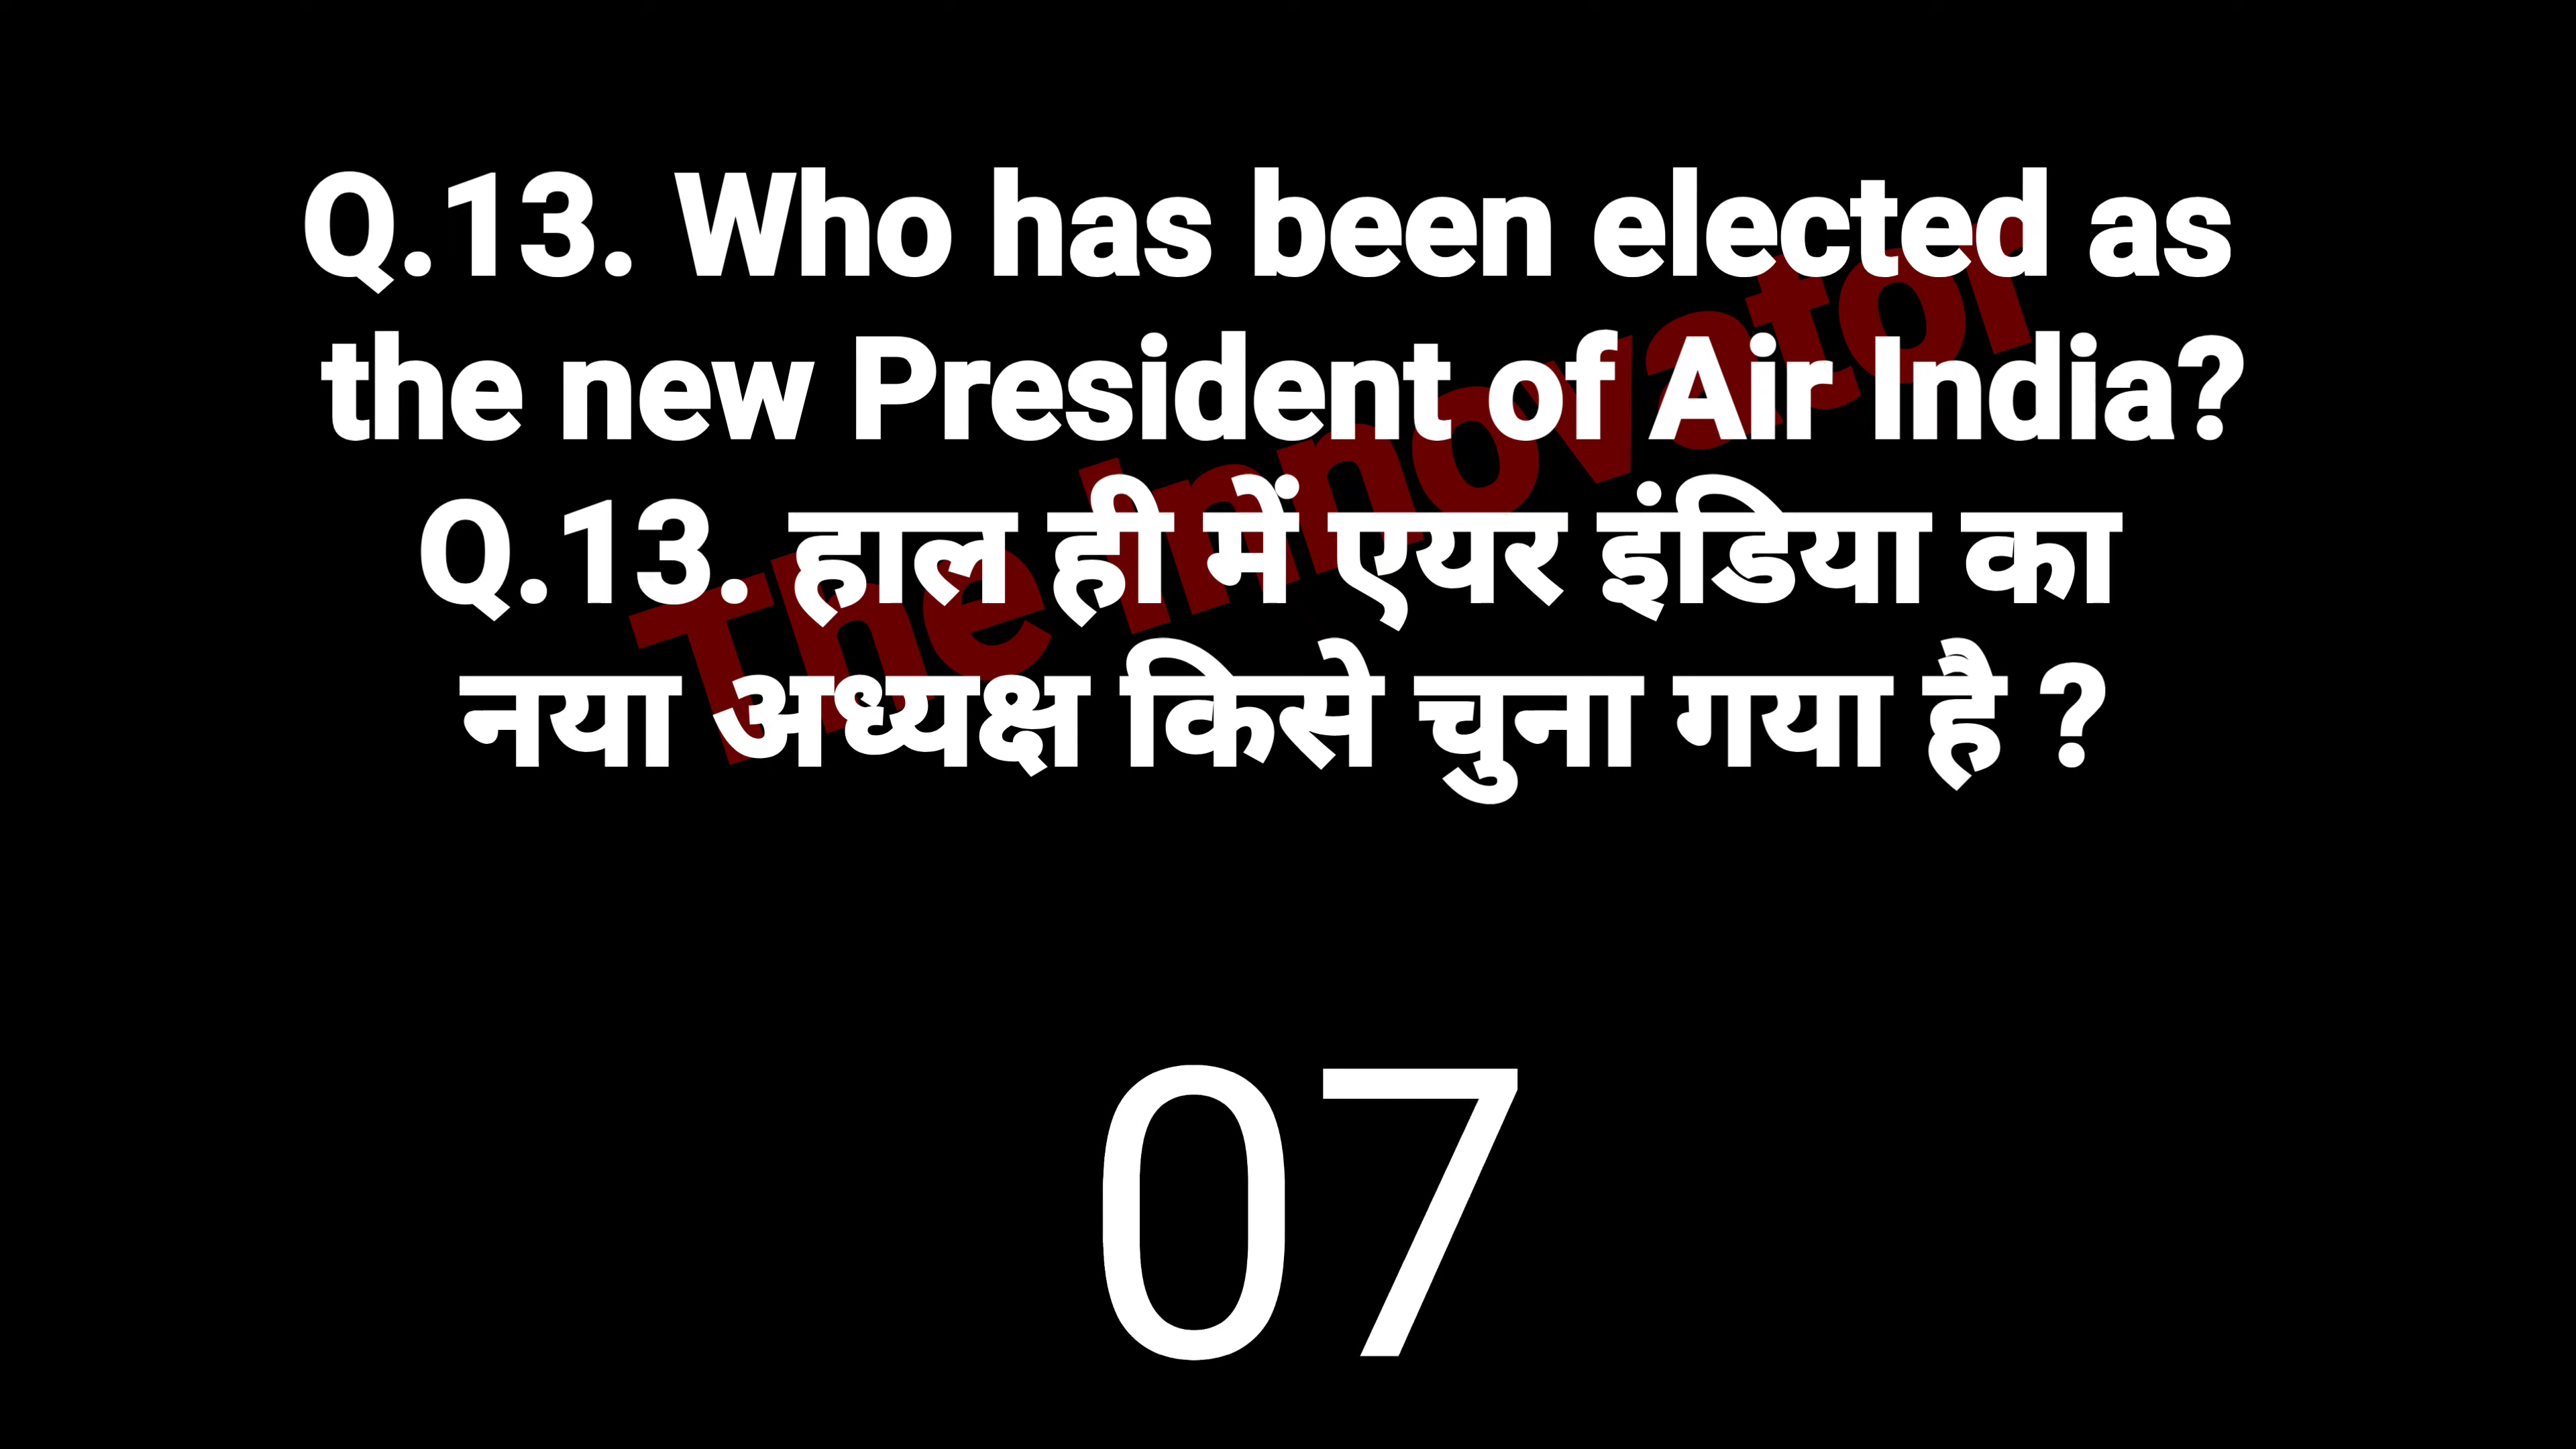 Q.13. Who has been elected as
the new President of Air India?
Q.13. हाल ही में एयर इंडिया का
नया अध्यक्ष किसे चुना गया है ?
The Innovator
07